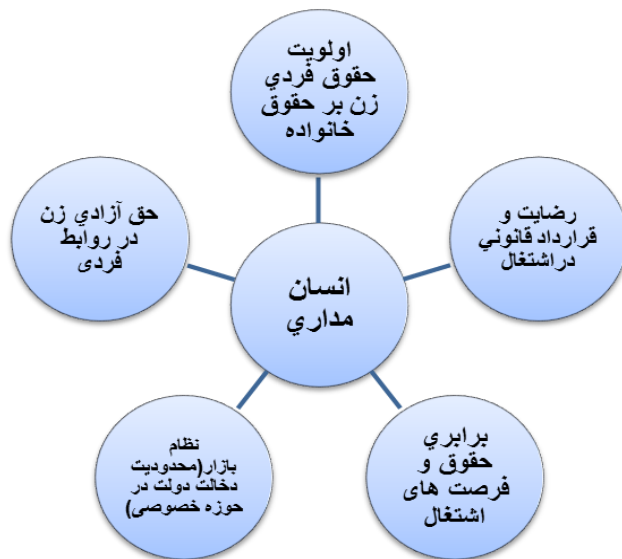 اولويت
حقوق فردي
زن بر حقوق
خانواده
رضايت و
قرارداد قانوني
دراشتغال
برابري
حقوق و
فرصت های
اشتغال
نظام
بازار(محدوديت
دخالت دولت در
حوزه خصوصی)
حق آزادي زن
در روابط
فردی
انسان
مداري